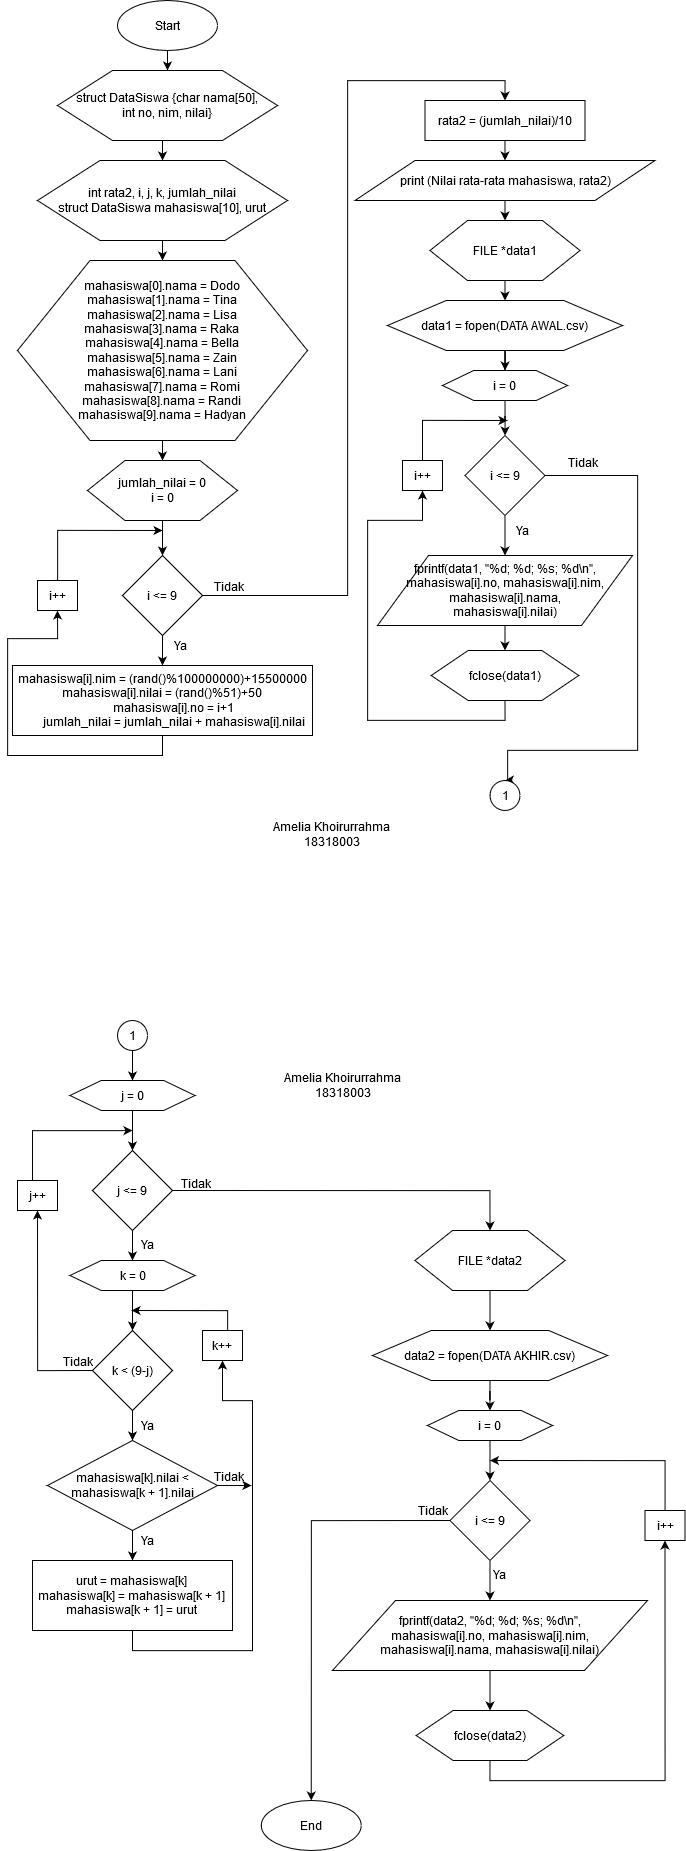 Start
struct DataSiswa {char nama[50],
int no, nim, nilai}
int rata2, i, j, k, jumlah_nilai
struct DataSiswa mahasiswa[10], urut
mahasiswa[0].nama = Dodo
mahasiswa[1].nama = Tina
mahasiswa[2].nama = Lisa
mahasiswa[3].nama = Raka
mahasiswa[4].nama = Bella
mahasiswa[5].nama = Zain
mahasiswa[6].nama = Lani
mahasiswa[7].nama = Romi
mahasiswa[8].nama = Randi
mahasiswa[9].nama = Hadyan
jumlah_nilai = 0
i = 0
i++
i <= 9
Tidak
Ya
mahasiswa[i].nim = (rand()%100000000)+15500000
mahasiswa[i].nilai = (rand()%51)+50
mahasiswa[i].no = i+1
jumlah_nilai = jumlah_nilai + mahasiswa[i].nilai
rata2 = (jumlah_nilai)/10
print (Nilai rata-rata mahasiswa, rata2)
FILE *data1
data1 = fopen(DATA AWAL.csv)
i = 0
i++
i <= 9
Tidak
Ya
fprintf(data1, "%d; %d; %s; %d\n",
mahasiswa[i].no, mahasiswa[i].nim,
mahasiswa[i].nama,
mahasiswa[i].nilai)
fclose(data1)
1
Amelia Khoirurrahma
18318003
1
Amelia Khoirurrahma
18318003
j = 0
j++
j <= 9
Tidak
Ya
k = 0
k++
Tidak
k < (9-j)
Ya
mahasiswa[k].nilai <
mahasiswa[k + 1].nilai
Tidak
Ya
urut = mahasiswa[k]
mahasiswa[k] = mahasiswa[k + 1]
mahasiswa[k + 1] = urut
FILE *data2
data2 = fopen(DATA AKHIR.csv)
i = 0
Tidak
i <= 9
i++
Ya
fprintf(data2, "%d; %d; %s; %d\n",
mahasiswa[i].no, mahasiswa[i].nim,
mahasiswa[i].nama, mahasiswa[i].nilai)
fclose(data2)
End